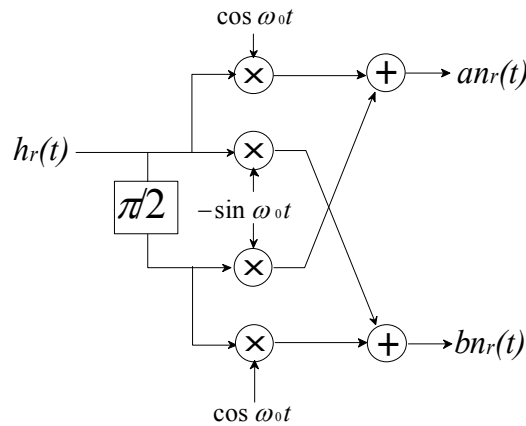 cos ω₀t
× + anᵣ(t)
hᵣ(t) ×
π/2 −sin ω₀t
×
× + bnᵣ(t)
cos ω₀t